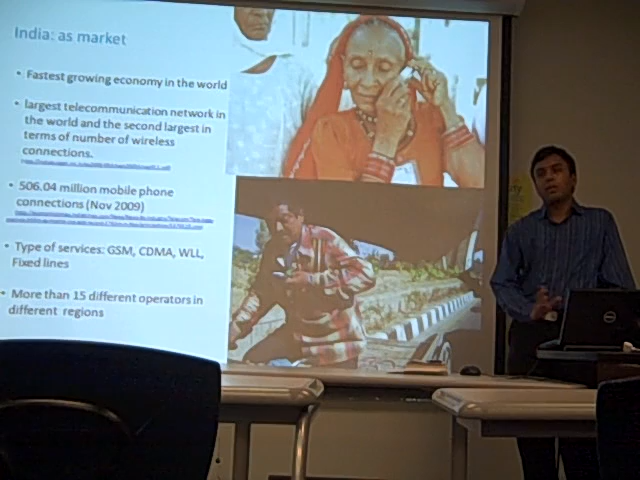 India: as market
• Fastest growing economy in the world
• largest telecommunication network in
the world and the second largest in
terms of number of wireless
connections.
• 506.04 million mobile phone
connections (Nov 2009)
• Type of services: GSM, CDMA, WLL,
Fixed lines
• More than 15 different operators in
different regions
DELL